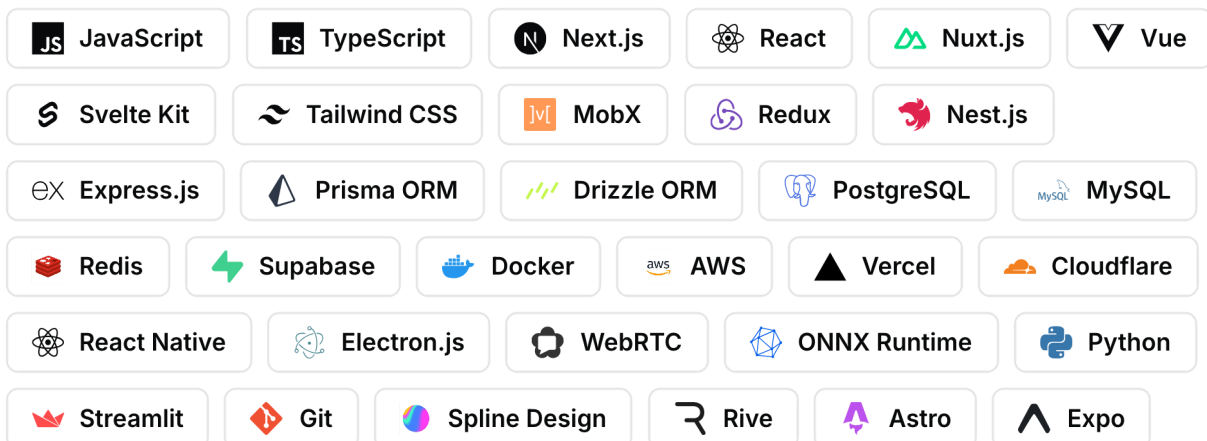 JS JavaScript TS TypeScript N Next.js React Nuxt.js Vue
Svelte Kit Tailwind CSS ]v[ MobX Redux Nest.js
ex Express.js Prisma ORM Drizzle ORM PostgreSQL MySQL MySQL
Redis Supabase Docker aws AWS Vercel Cloudflare
React Native Electron.js WebRTC ONNX Runtime Python
Streamlit Git Spline Design Rive Astro Expo